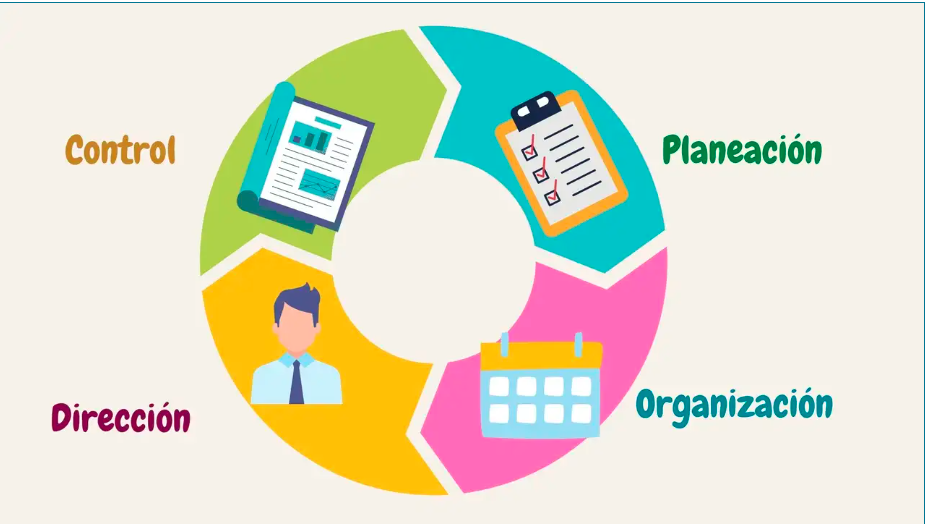 Control
Planeación
Dirección
Organización